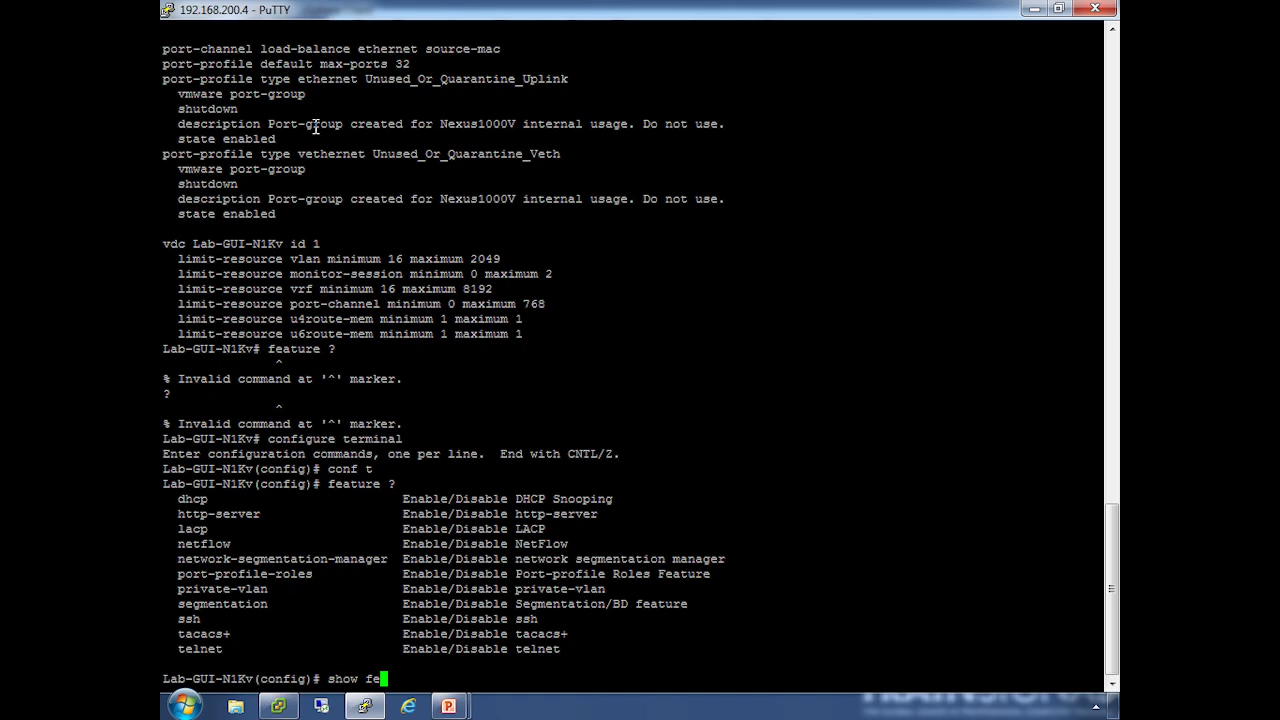 192.168.200.4 - PuTTY
port-channel load-balance ethernet source-mac
port-profile default max-ports 32
port-profile type ethernet Unused_Or_Quarantine_Uplink
  vmware port-group
  shutdown
  description Port-group created for Nexus1000V internal usage. Do not use.
  state enabled
port-profile type vethernet Unused_Or_Quarantine_Veth
  vmware port-group
  shutdown
  description Port-group created for Nexus1000V internal usage. Do not use.
  state enabled
vdc Lab-GUI-N1Kv id 1
  limit-resource vlan minimum 16 maximum 2049
  limit-resource monitor-session minimum 0 maximum 2
  limit-resource vrf minimum 16 maximum 8192
  limit-resource port-channel minimum 0 maximum 768
  limit-resource u4route-mem minimum 1 maximum 1
  limit-resource u6route-mem minimum 1 maximum 1
Lab-GUI-N1Kv# feature ?
^
% Invalid command at '^' marker.
?
^
% Invalid command at '^' marker.
Lab-GUI-N1Kv# configure terminal
Enter configuration commands, one per line.  End with CNTL/Z.
Lab-GUI-N1Kv(config)# conf t
Lab-GUI-N1Kv(config)# feature ?
  dhcp                        Enable/Disable DHCP Snooping
  http-server                 Enable/Disable http-server
  lacp                        Enable/Disable LACP
  netflow                     Enable/Disable NetFlow
  network-segmentation-manager  Enable/Disable network segmentation manager
  port-profile-roles          Enable/Disable Port-profile Roles Feature
  private-vlan                Enable/Disable private-vlan
  segmentation                Enable/Disable Segmentation/BD feature
  ssh                         Enable/Disable ssh
  tacacs+                     Enable/Disable tacacs+
  telnet                      Enable/Disable telnet
Lab-GUI-N1Kv(config)# show fe